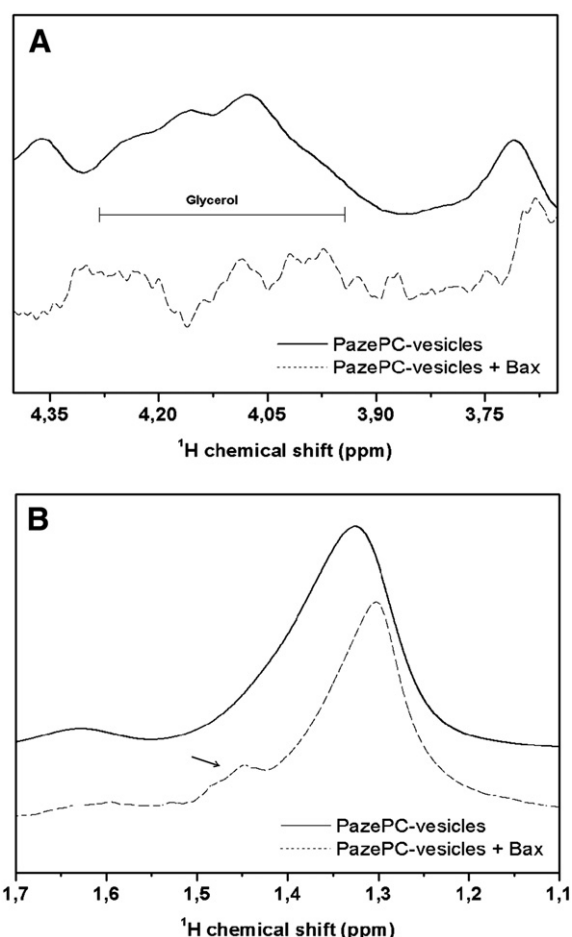 A
Glycerol
PazePC-vesicles
PazePC-vesicles + Bax
4,35 4,20 4,05 3,90 3,75
¹H chemical shift (ppm)
B
PazePC-vesicles
PazePC-vesicles + Bax
1,7 1,6 1,5 1,4 1,3 1,2 1,1
¹H chemical shift (ppm)